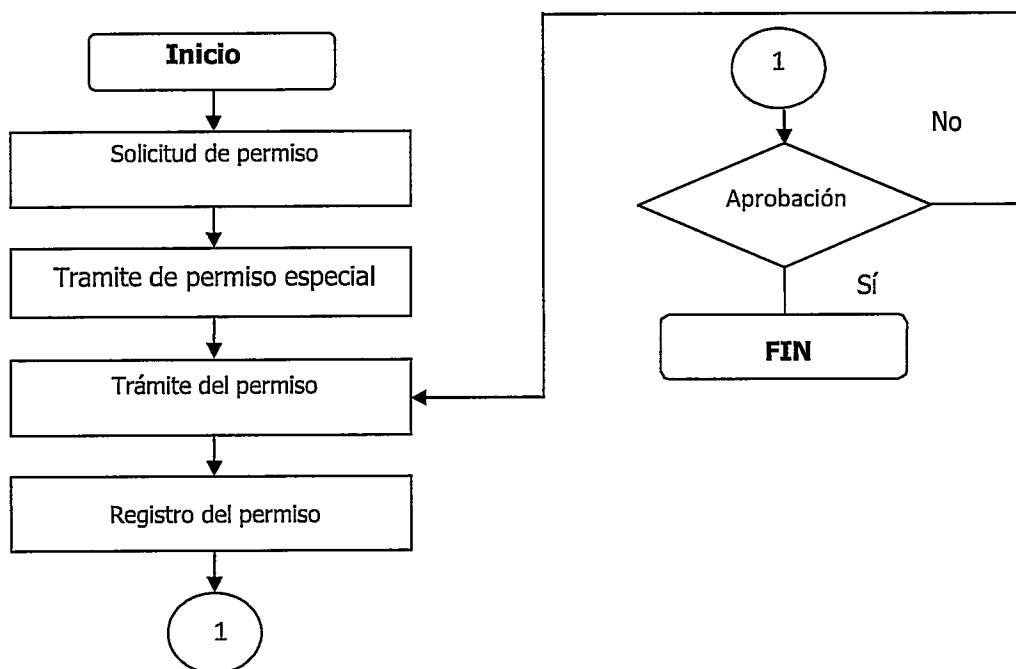 Inicio
Solicitud de permiso
Tramite de permiso especial
Trámite del permiso
Registro del permiso
1
1
No
Aprobación
Sí
FIN